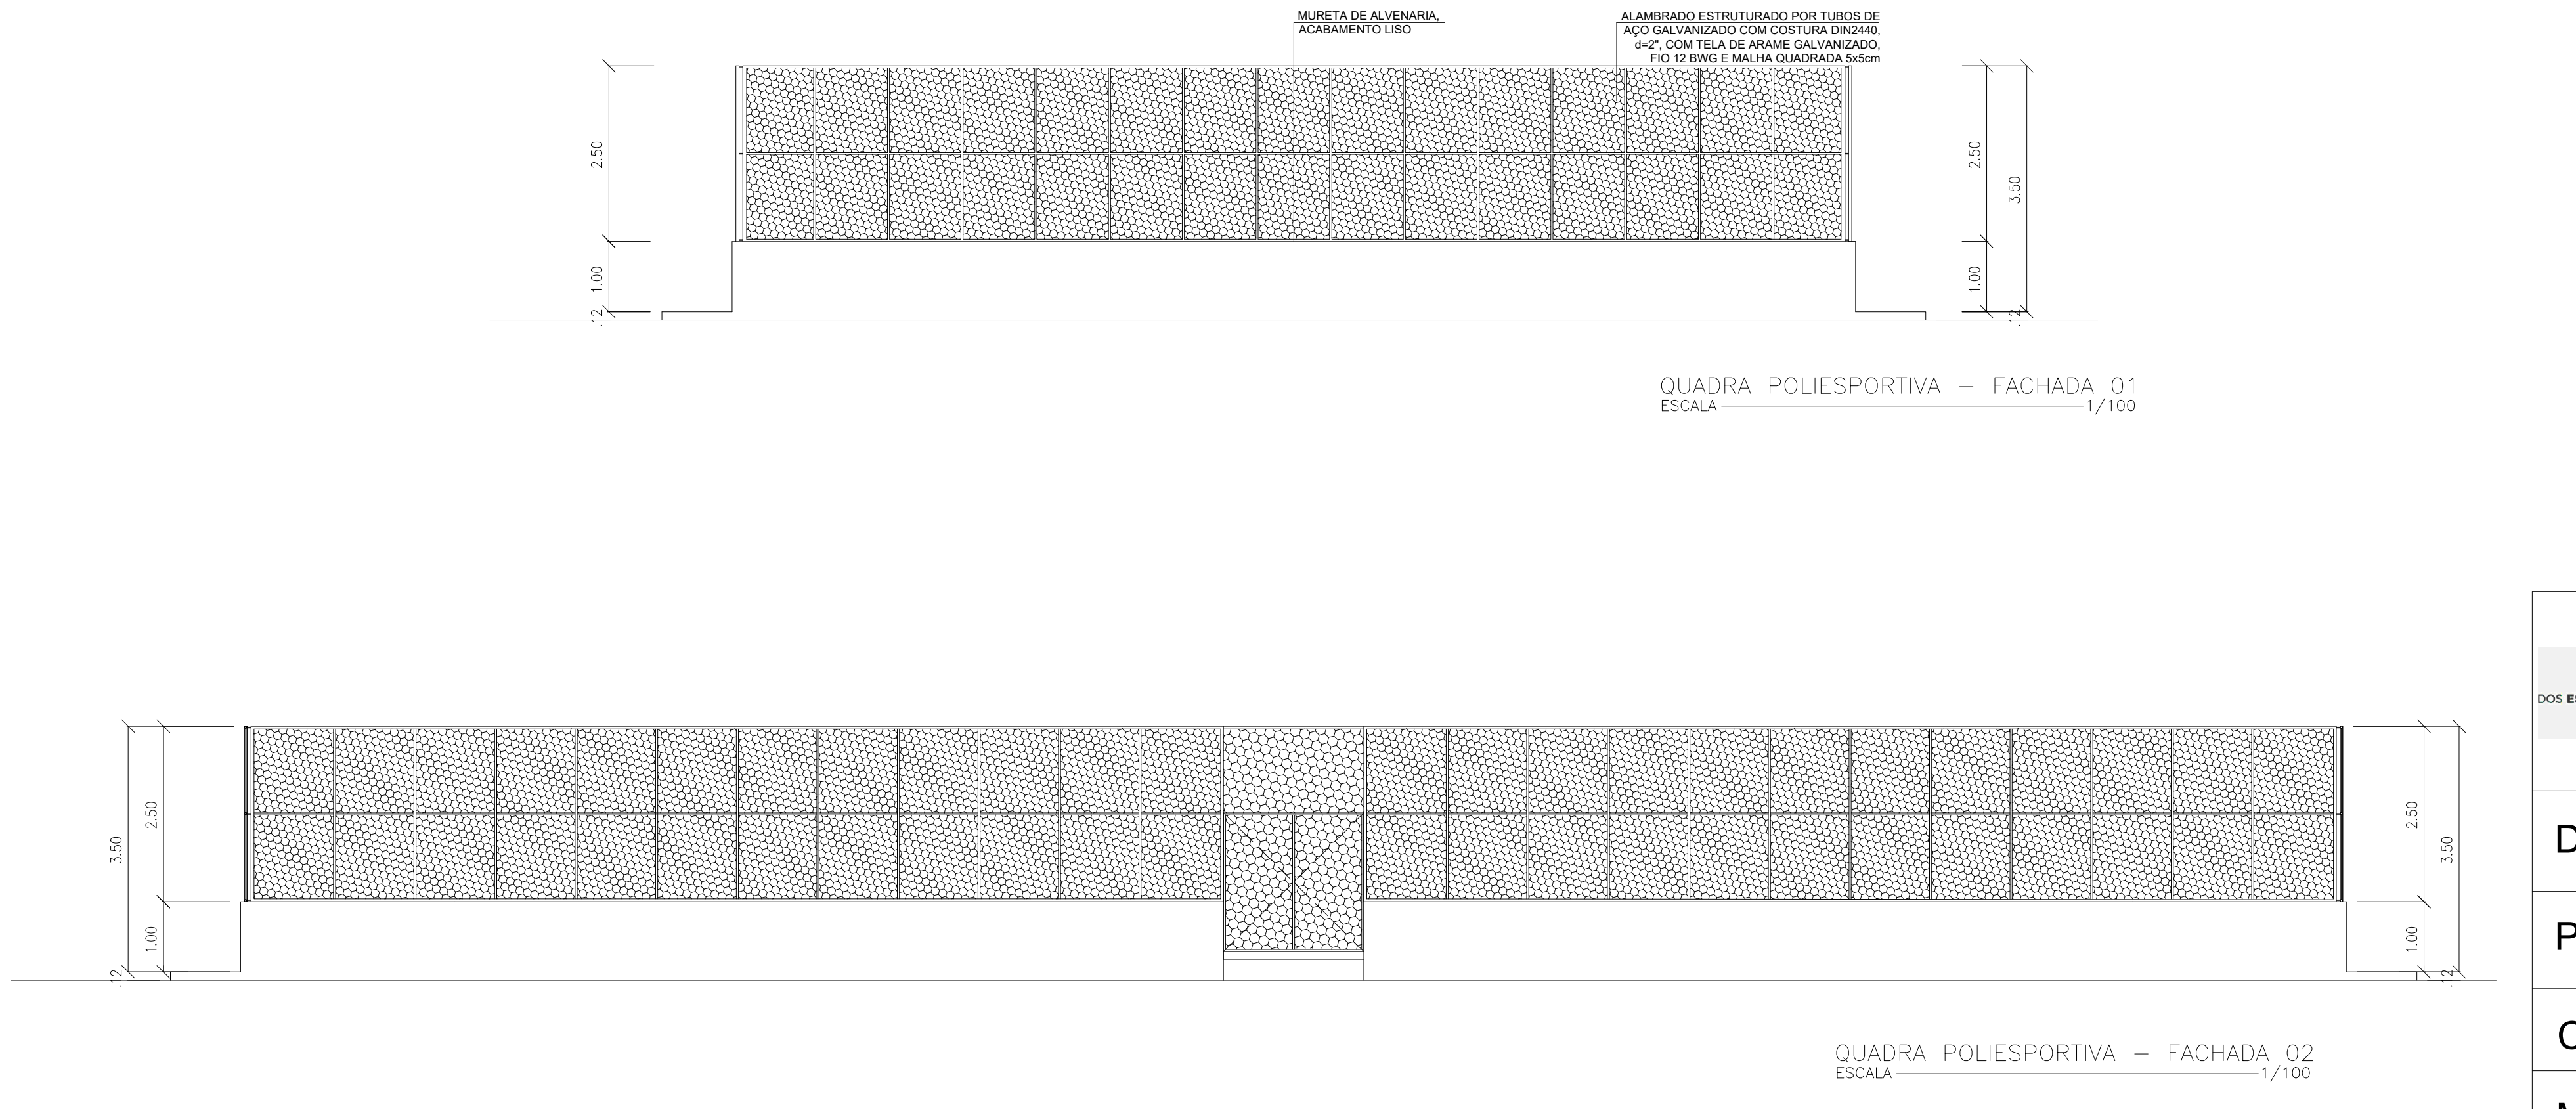 MURETA DE ALVENARIA,
ACABAMENTO LISO
ALAMBRADO ESTRUTURADO POR TUBOS DE
AÇO GALVANIZADO COM COSTURA DIN2440,
d=2", COM TELA DE ARAME GALVANIZADO,
FIO 12 BWG E MALHA QUADRADA 5x5cm
2.50
1.00
.12
2.50
3.50
1.00
.12
QUADRA POLIESPORTIVA - FACHADA 01
ESCALA 1/100
3.50
2.50
1.00
.12
2.50
3.50
1.00
.12
QUADRA POLIESPORTIVA - FACHADA 02
ESCALA 1/100
DOS E
D
P